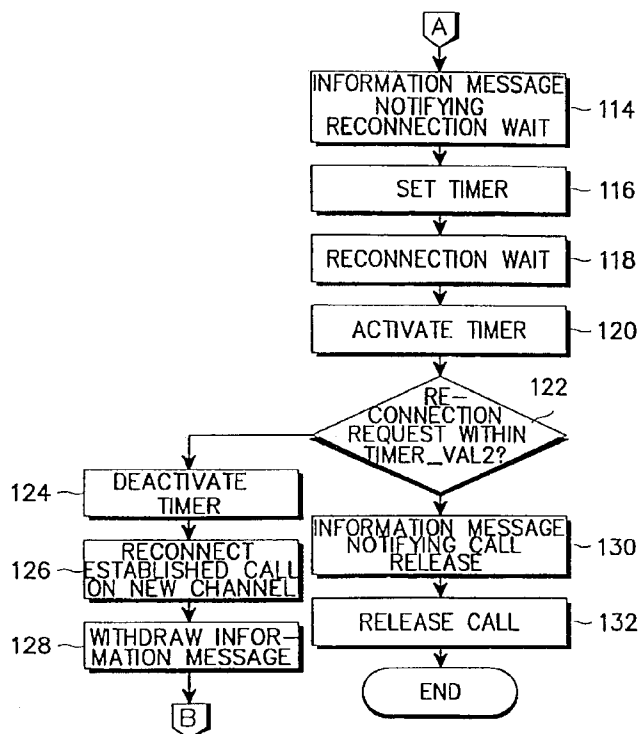 A
INFORMATION MESSAGE
NOTIFYING
RECONNECTION WAIT
114
SET TIMER
116
RECONNECTION WAIT
118
ACTIVATE TIMER
120
RE-
CONNECTION
REQUEST WITHIN
TIMER_VAL2?
122
124
DEACTIVATE
TIMER
126
RECONNECT
ESTABLISHED CALL
ON NEW CHANNEL
128
WITHDRAW INFOR-
MATION MESSAGE
B
INFORMATION MESSAGE
NOTIFYING CALL
RELEASE
130
RELEASE CALL
132
END